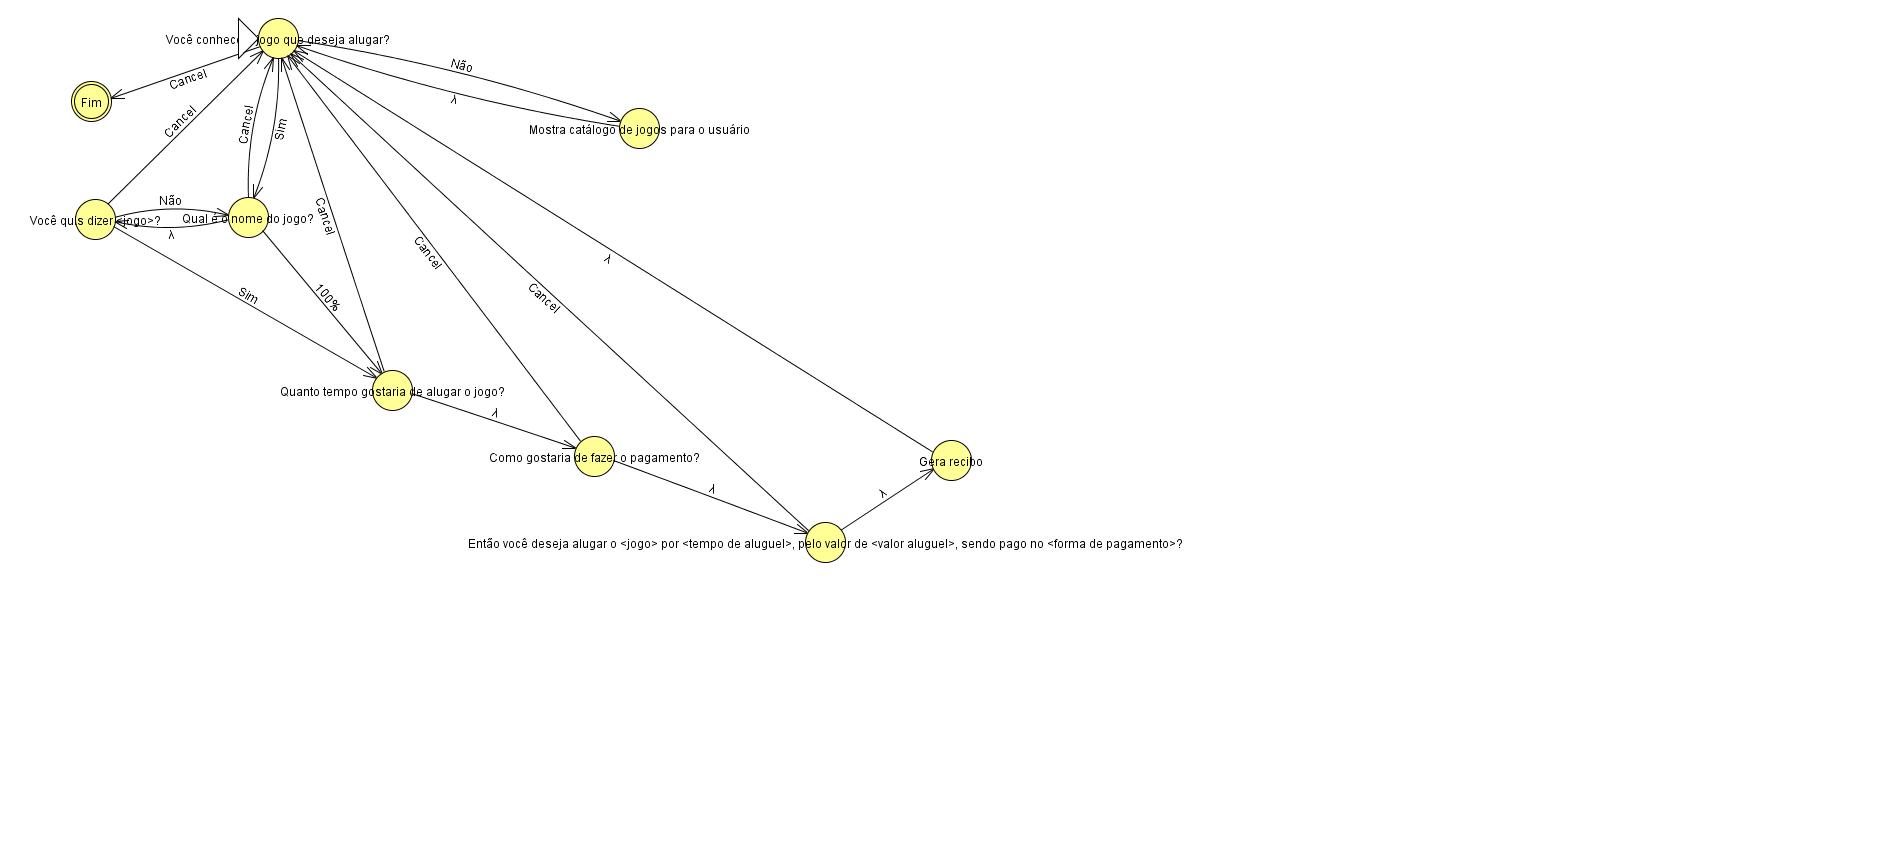 Você conhece jogo que deseja alugar?
Não
Cancel
λ
Fim
Cancel
Cancel
Sim
Mostra catálogo de jogos para o usuário
Não
Você quis dizer <jogo>?
Qual é o nome do jogo?
λ
Cancel
Cancel
λ
Sim
100%
Cancel
Quanto tempo gostaria de alugar o jogo?
λ
Como gostaria de fazer o pagamento?
Gera recibo
λ
λ
Então você deseja alugar o <jogo> por <tempo de aluguel>, pelo valor de <valor aluguel>, sendo pago no <forma de pagamento>?